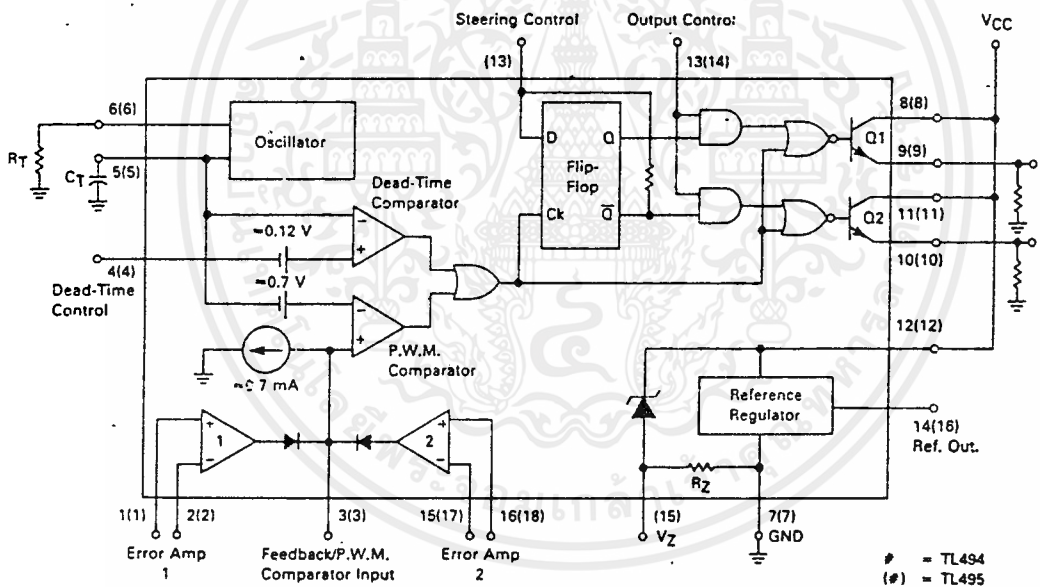 Steering Control
Output Control
VCC
(13)
13(14)
6(6)
RT
5(5)
CT
Oscillator
D
Q
Flip-
Flop
Ck
Q̅
8(8)
Q1
9(9)
11(11)
Q2
10(10)
Dead-Time
Comparator
≈0.12 V
4(4)
Dead-Time
Control
≈0.7 V
-
+
-
+
P.W.M.
Comparator
≈0.7 mA
12(12)
Reference
Regulator
14(16)
Ref. Out.
RZ
+
1
-
+
2
-
1(1)
2(2)
3(3)
15(17)
16(18)
(15)
7(7)
VZ
GND
Error Amp
1
Feedback/P.W.M.
Comparator Input
Error Amp
2
# = TL494
(#) = TL495